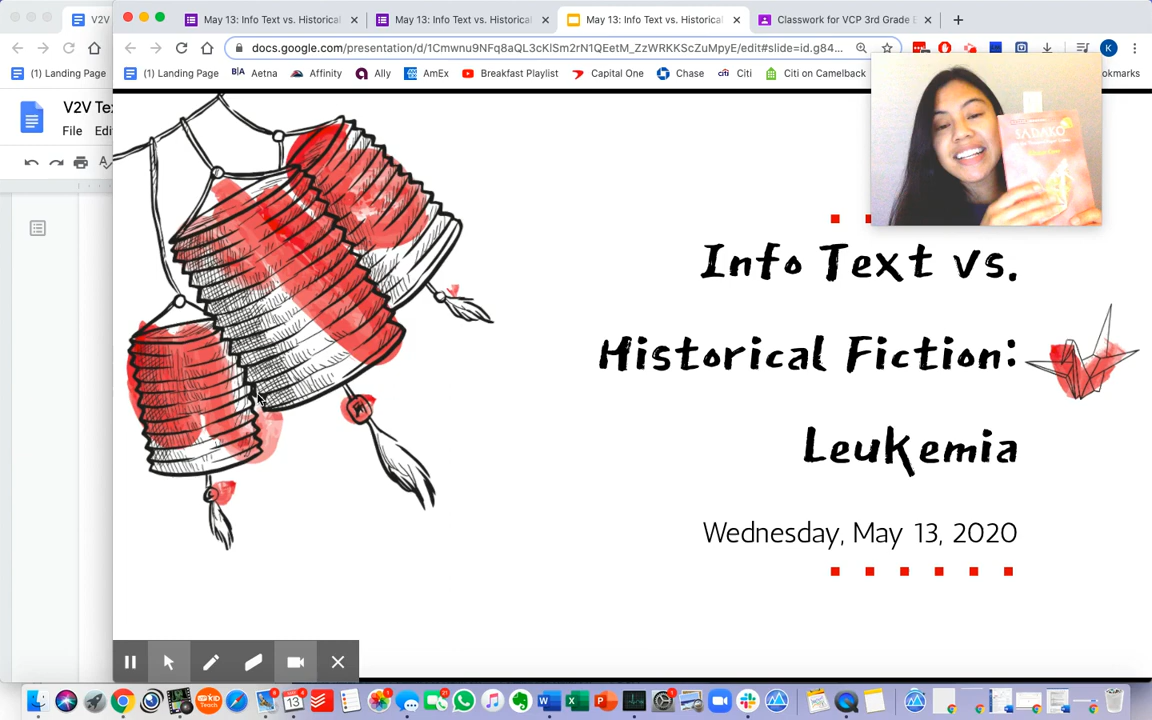 V2V Te
File Edi
May 13: Info Text vs. Historical
May 13: Info Text vs. Historical
May 13: Info Text vs. Historical
Classwork for VCP 3rd Grade E
docs.google.com/presentation/d/1Cmwnu9NFq8aQL3cKlSm2rN1QEetM_ZzWRKKScZuMpyE/edit#slide=id.g84...
K
(1) Landing Page
(1) Landing Page
Aetna
Affinity
Ally
AmEx
Breakfast Playlist
Capital One
Chase
Citi
Citi on Camelback
okmarks
SADAKO
Info Text vs.
Historical Fiction:
Leukemia
Wednesday, May 13, 2020